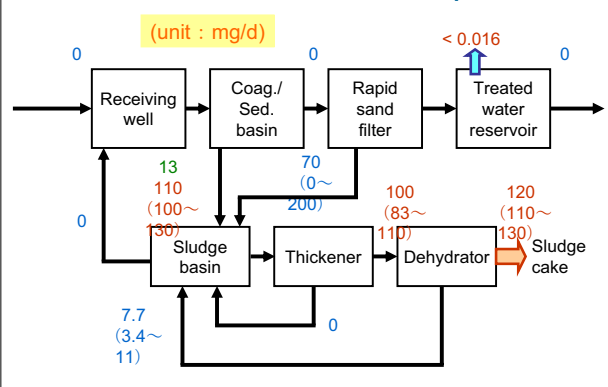 (unit：mg/d)
< 0.016
0
0
0
Receiving
well
Coag./
Sed.
basin
Rapid
sand
filter
Treated
water
reservoir
13
110
（100～
130）
70
（0～
200）
100
（83～
110）
120
（110～
130）
0
Sludge
basin
Thickener
Dehydrator
Sludge
cake
7.7
（3.4～
11）
0